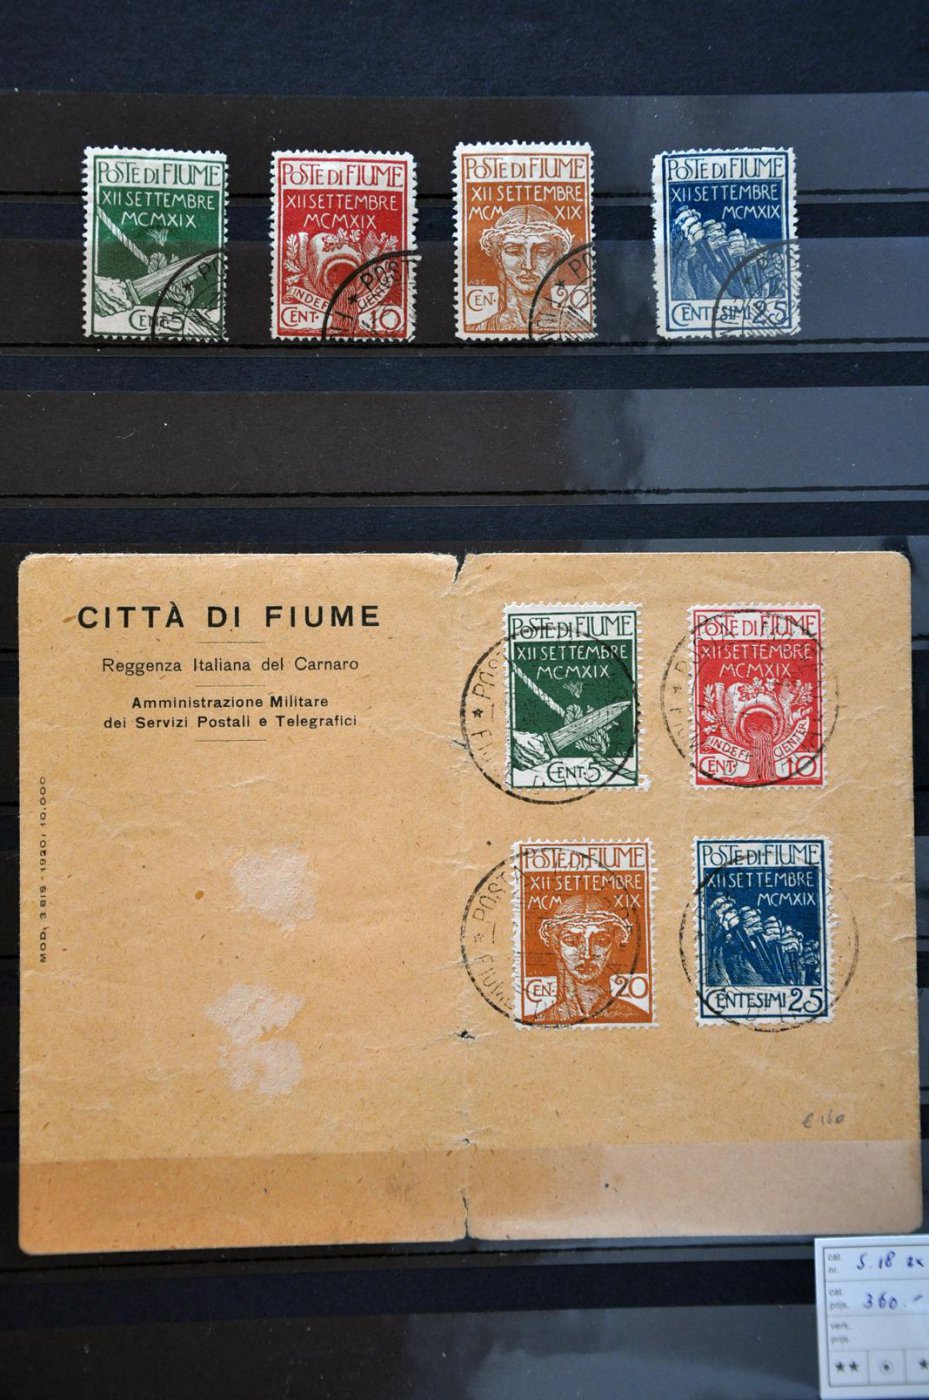 POSTE DI FIUME
XII SETTEMBRE
MCMXIX
CENT. 5
POSTE DI FIUME
XII SETTEMBRE
MCMXIX
INDEFICIENTER
CENT. 10
POSTE DI FIUME
XII SETTEMBRE
MCM XIX
CENT. 20
POSTE DI FIUME
XII SETTEMBRE
MCMXIX
CENTESIMI 25
CITTÀ DI FIUME
Reggenza Italiana del Carnaro
Amministrazione Militare
dei Servizi Postali e Telegrafici
MOD. 3 BIS - 1920 : 10.000
POSTE DI FIUME
XII SETTEMBRE
MCMXIX
CENT. 5
POSTE DI FIUME
XII SETTEMBRE
MCMXIX
INDEFICIENTER
CENT. 10
POSTE DI FIUME
XII SETTEMBRE
MCM XIX
CENT. 20
POSTE DI FIUME
XII SETTEMBRE
MCMXIX
CENTESIMI 25
€ 160
cat. nr. S. 18
cat. prijs. 360.-
verk. prijs.